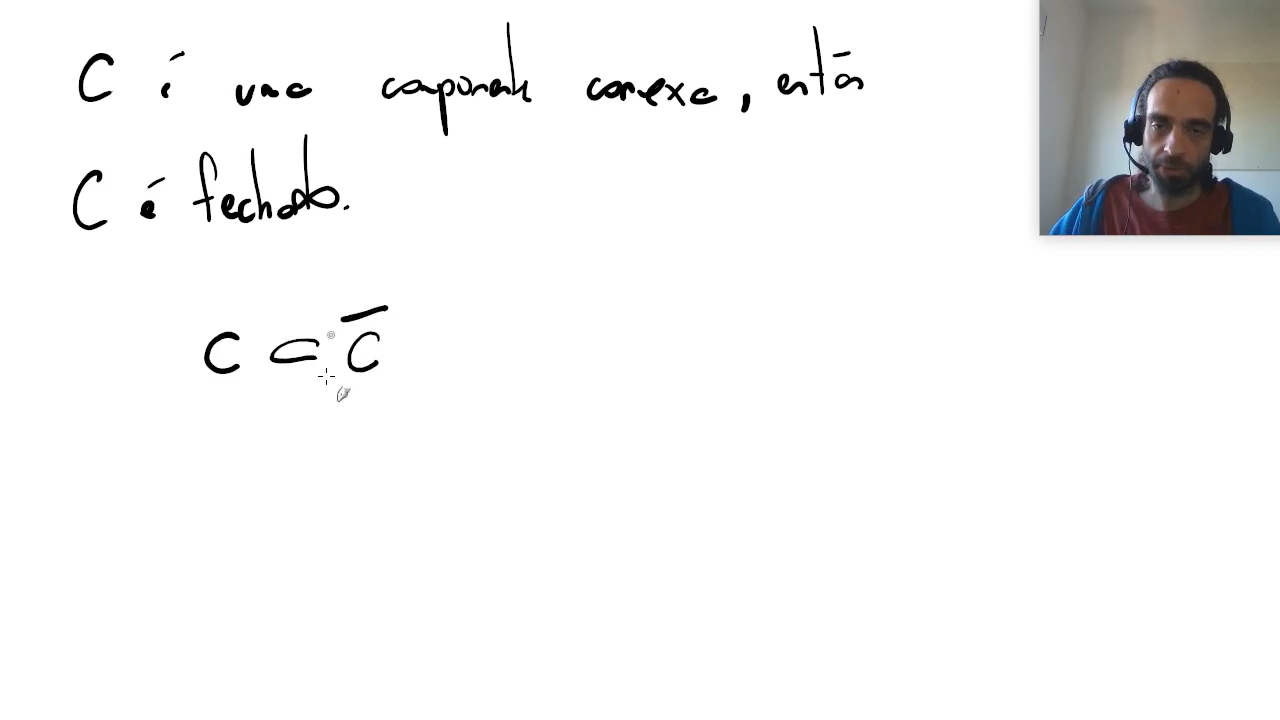 C é uma componente conexa, então
C é fechado.
C ⊂ C̅